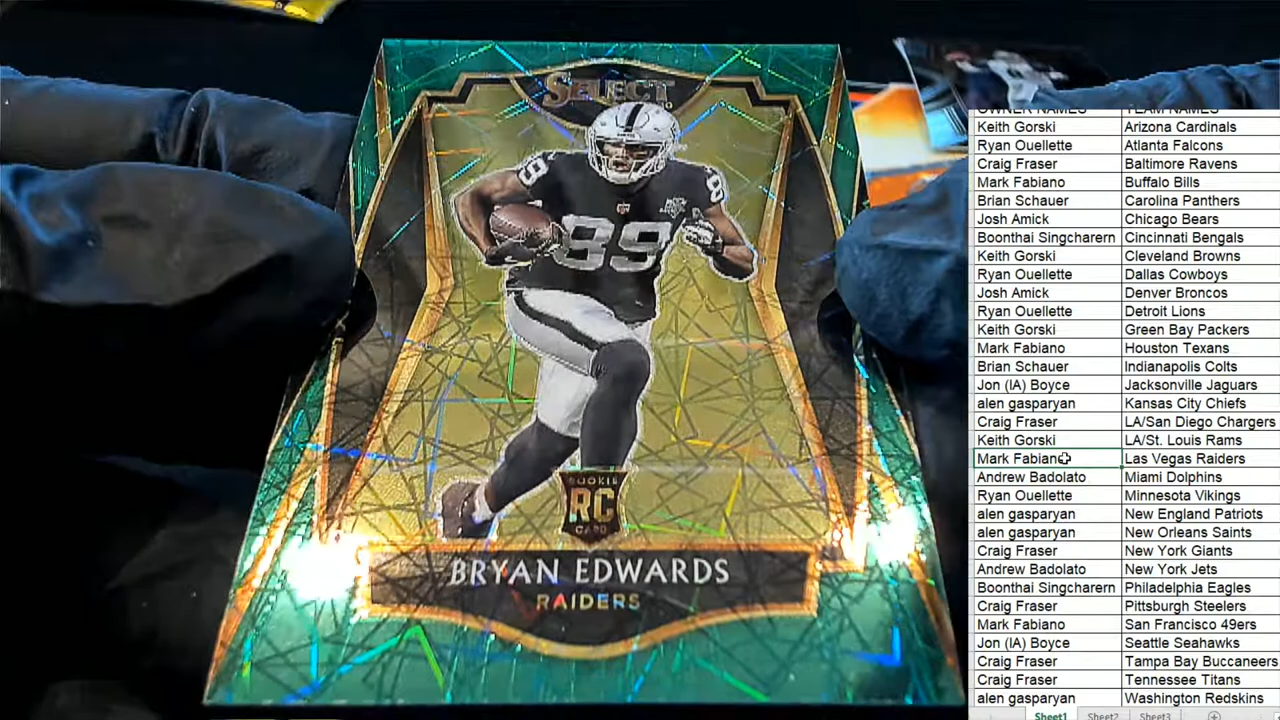 SELECT
89
89
89
ROOKIE
RC
CARD
BRYAN EDWARDS
RAIDERS
OWNER NAMES TEAM NAMES
Keith Gorski Arizona Cardinals
Ryan Ouellette Atlanta Falcons
Craig Fraser Baltimore Ravens
Mark Fabiano Buffalo Bills
Brian Schauer Carolina Panthers
Josh Amick Chicago Bears
Boonthai Singcharern Cincinnati Bengals
Keith Gorski Cleveland Browns
Ryan Ouellette Dallas Cowboys
Josh Amick Denver Broncos
Ryan Ouellette Detroit Lions
Keith Gorski Green Bay Packers
Mark Fabiano Houston Texans
Brian Schauer Indianapolis Colts
Jon (IA) Boyce Jacksonville Jaguars
alen gasparyan Kansas City Chiefs
Craig Fraser LA/San Diego Chargers
Keith Gorski LA/St. Louis Rams
Mark Fabiano Las Vegas Raiders
Andrew Badolato Miami Dolphins
Ryan Ouellette Minnesota Vikings
alen gasparyan New England Patriots
alen gasparyan New Orleans Saints
Craig Fraser New York Giants
Andrew Badolato New York Jets
Boonthai Singcharern Philadelphia Eagles
Craig Fraser Pittsburgh Steelers
Mark Fabiano San Francisco 49ers
Jon (IA) Boyce Seattle Seahawks
Craig Fraser Tampa Bay Buccaneers
Craig Fraser Tennessee Titans
alen gasparyan Washington Redskins
Sheet1 Sheet2 Sheet3